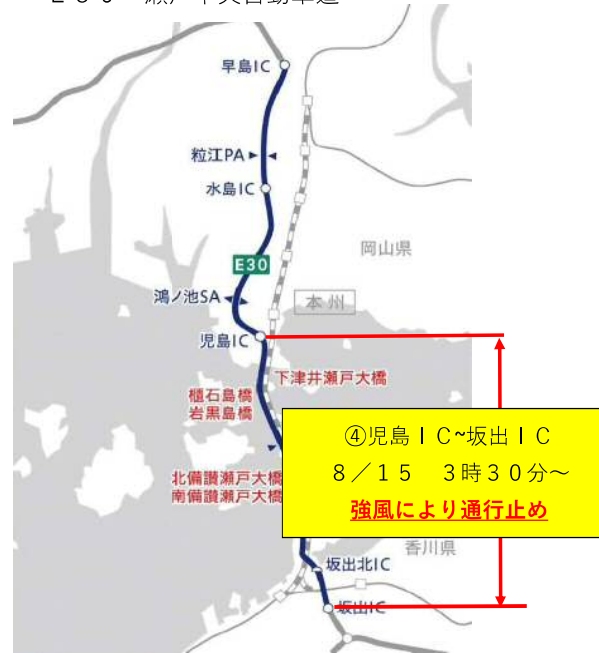 早島IC
粒江PA
水島IC
岡山県
E30
鴻ノ池SA
本州
児島IC
下津井瀬戸大橋
櫃石島橋
岩黒島橋
④児島ＩＣ~坂出ＩＣ
８／１５　３時３０分～
強風により通行止め
北備讃瀬戸大橋
南備讃瀬戸大橋
香川県
坂出北IC
坂出IC